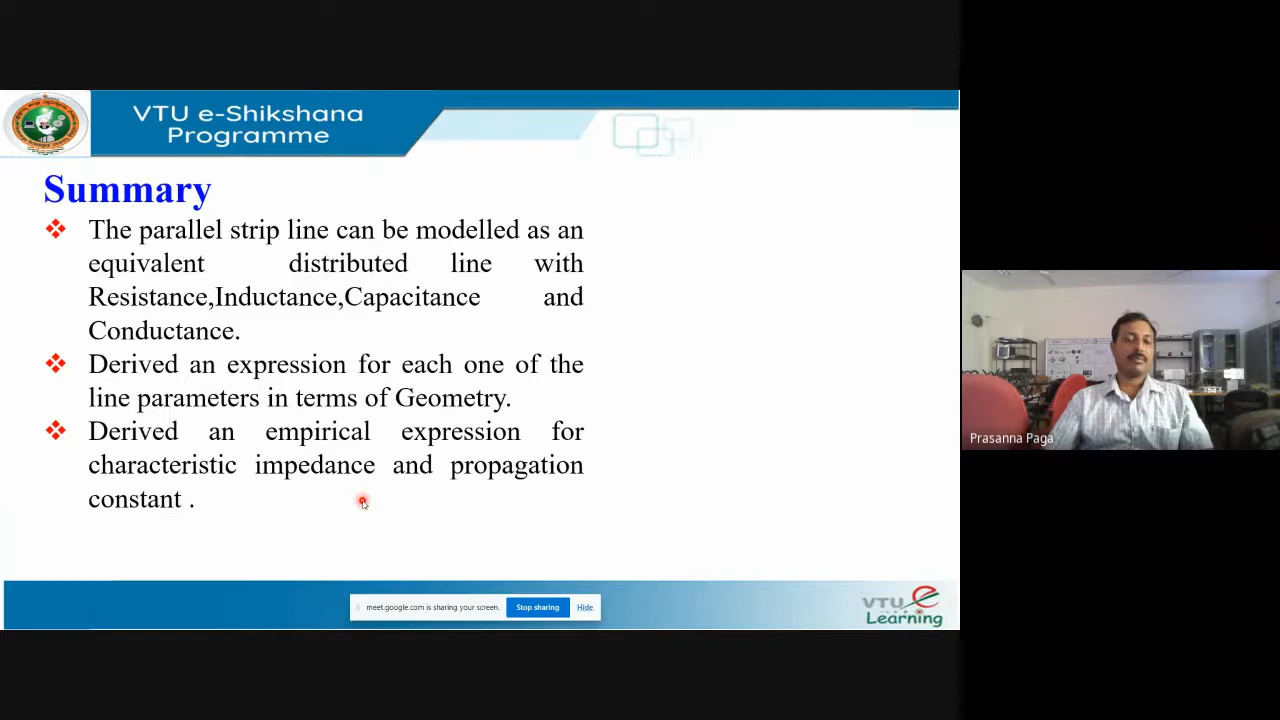 VTU e-Shikshana
Programme
Summary
The parallel strip line can be modelled as an
equivalent distributed line with
Resistance,Inductance,Capacitance and
Conductance.
Derived an expression for each one of the
line parameters in terms of Geometry.
Derived an empirical expression for
characteristic impedance and propagation
constant .
Prasanna Paga
meet.google.com is sharing your screen.
Stop sharing
Hide
VTU e
Learning